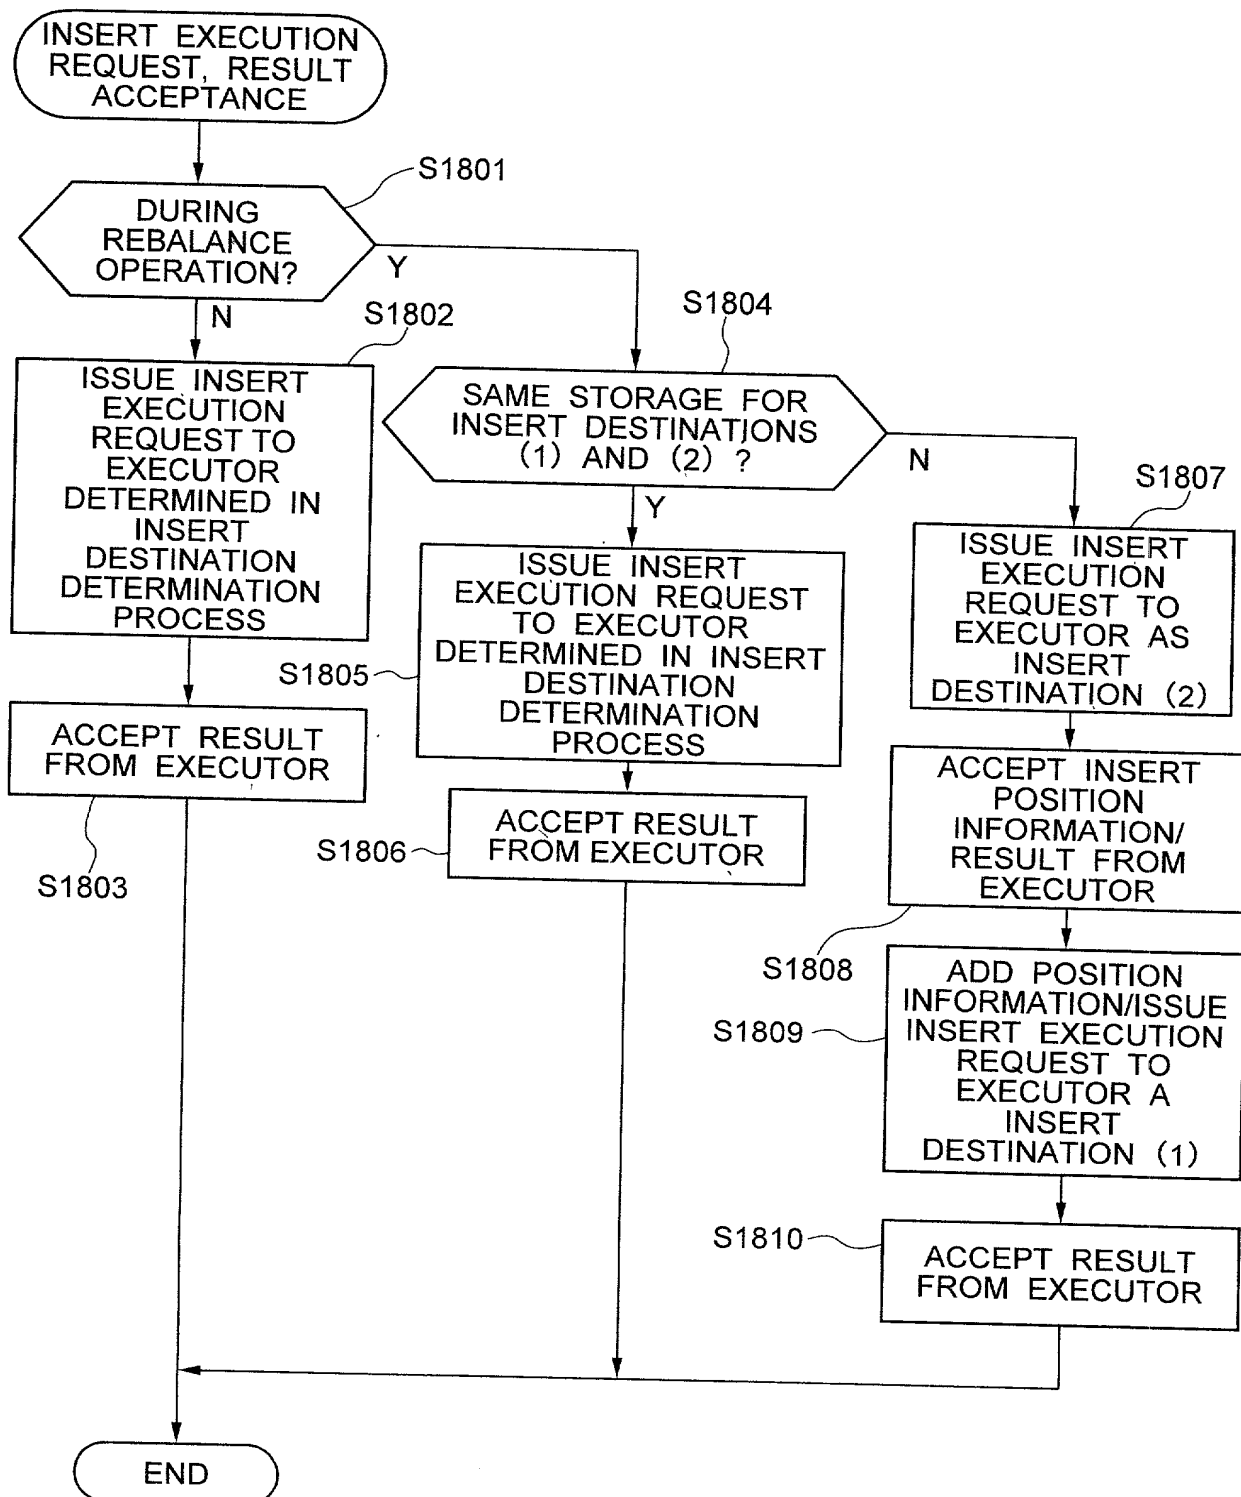 INSERT EXECUTION
REQUEST, RESULT
ACCEPTANCE
S1801
DURING
REBALANCE
OPERATION?
Y
N
S1802
ISSUE INSERT
EXECUTION
REQUEST TO
EXECUTOR
DETERMINED IN
INSERT
DESTINATION
DETERMINATION
PROCESS
ACCEPT RESULT
FROM EXECUTOR
S1803
S1804
SAME STORAGE FOR
INSERT DESTINATIONS
(1) AND (2) ?
N
Y
ISSUE INSERT
EXECUTION REQUEST
TO EXECUTOR
DETERMINED IN INSERT
DESTINATION
DETERMINATION
PROCESS
S1805
ACCEPT RESULT
FROM EXECUTOR
S1806
S1807
ISSUE INSERT
EXECUTION
REQUEST TO
EXECUTOR AS
INSERT
DESTINATION (2)
ACCEPT INSERT
POSITION
INFORMATION/
RESULT FROM
EXECUTOR
S1808
ADD POSITION
INFORMATION/ISSUE
INSERT EXECUTION
REQUEST TO
EXECUTOR A
INSERT
DESTINATION (1)
S1809
S1810
ACCEPT RESULT
FROM EXECUTOR
END